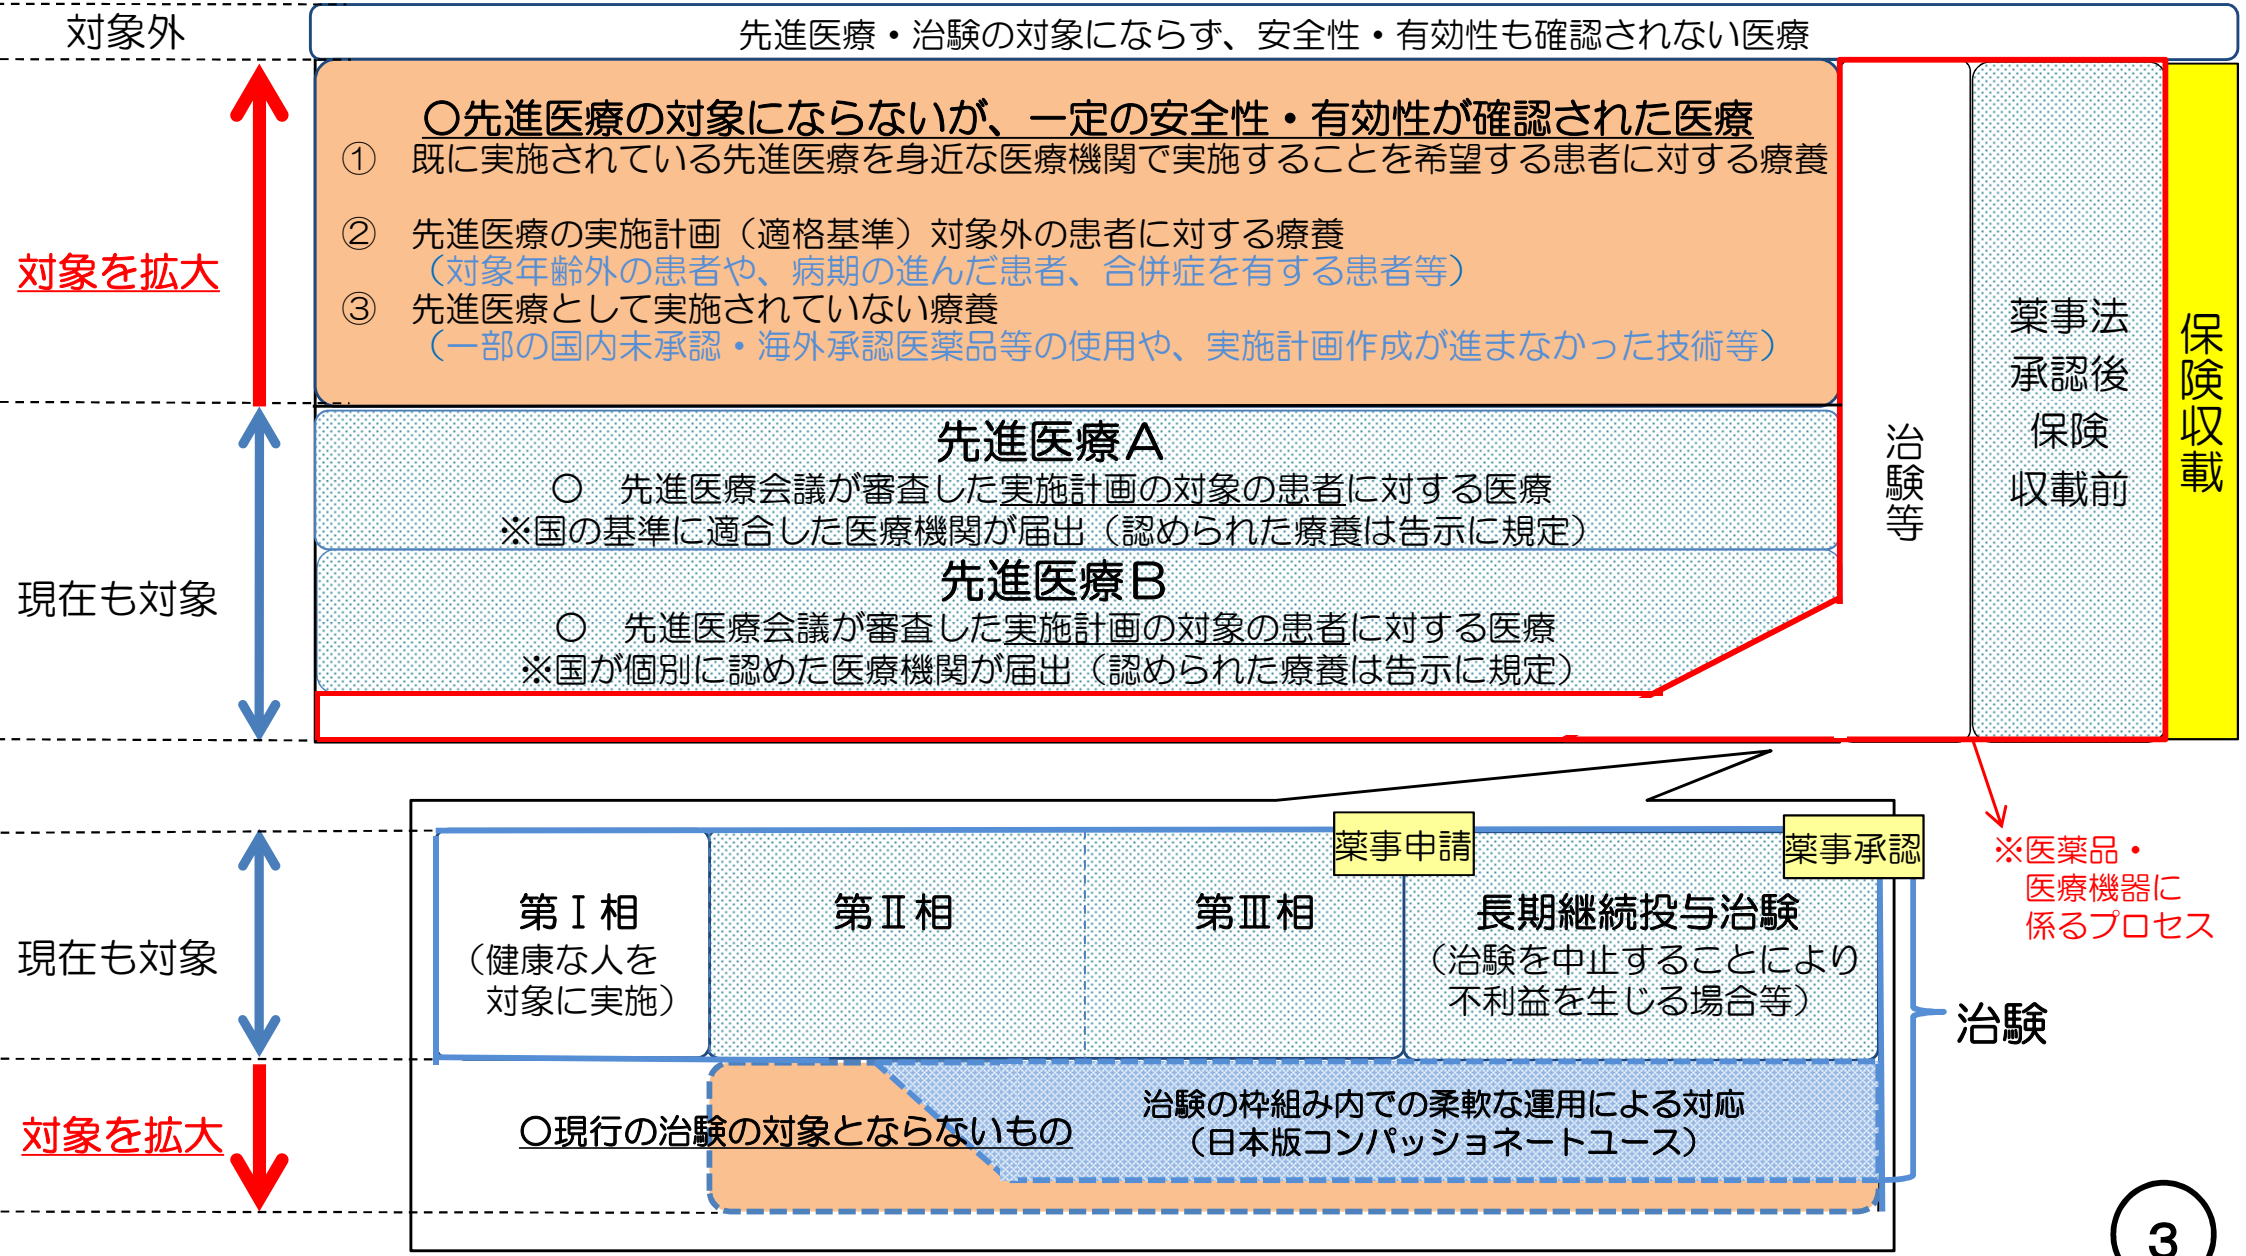 対象外
先進医療・治験の対象にならず、安全性・有効性も確認されない医療
対象を拡大
〇先進医療の対象にならないが、一定の安全性・有効性が確認された医療
① 既に実施されている先進医療を身近な医療機関で実施することを希望する患者に対する療養
② 先進医療の実施計画（適格基準）対象外の患者に対する療養
（対象年齢外の患者や、病期の進んだ患者、合併症を有する患者等）
③ 先進医療として実施されていない療養
（一部の国内未承認・海外承認医薬品等の使用や、実施計画作成が進まなかった技術等）
現在も対象
先進医療A
〇 先進医療会議が審査した実施計画の対象の患者に対する医療
※国の基準に適合した医療機関が届出（認められた療養は告示に規定）
先進医療B
〇 先進医療会議が審査した実施計画の対象の患者に対する医療
※国が個別に認めた医療機関が届出（認められた療養は告示に規定）
治験等
薬事法
承認後
保険
収載前
保険収載
※医薬品・
医療機器に
係るプロセス
現在も対象
薬事申請
薬事承認
第Ⅰ相
（健康な人を
対象に実施）
第Ⅱ相
第Ⅲ相
長期継続投与治験
（治験を中止することにより
不利益を生じる場合等）
治験
対象を拡大
〇現行の治験の対象とならないもの
治験の枠組み内での柔軟な運用による対応
（日本版コンパッショネートユース）
3